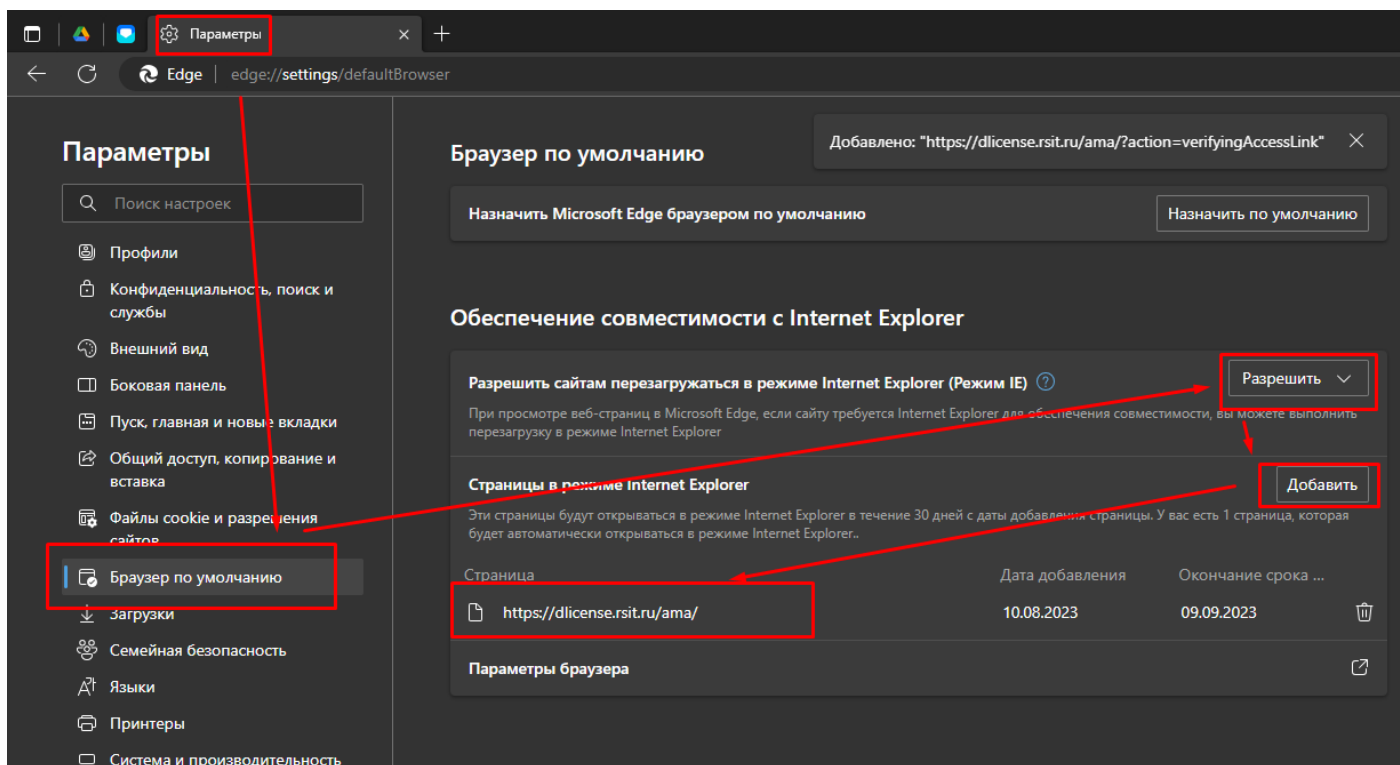 Параметры
Edge | edge://settings/defaultBrowser
Параметры
Поиск настроек
Профили
Конфиденциальность, поиск и
службы
Внешний вид
Боковая панель
Пуск, главная и новые вкладки
Общий доступ, копирование и
вставка
Файлы cookie и разрешения
сайтов
Браузер по умолчанию
Загрузки
Семейная безопасность
Языки
Принтеры
Система и производительность
Добавлено: "https://dlicense.rsit.ru/ama/?action=verifyingAccessLink"
Браузер по умолчанию
Назначить Microsoft Edge браузером по умолчанию
Назначить по умолчанию
Обеспечение совместимости с Internet Explorer
Разрешить сайтам перезагружаться в режиме Internet Explorer (Режим IE)
Разрешить
При просмотре веб-страниц в Microsoft Edge, если сайту требуется Internet Explorer для обеспечения совместимости, вы можете выполнить
перезагрузку в режиме Internet Explorer
Страницы в режиме Internet Explorer
Добавить
Эти страницы будут открываться в режиме Internet Explorer в течение 30 дней с даты добавления страницы. У вас есть 1 страница, которая
будет автоматически открываться в режиме Internet Explorer..
Страница Дата добавления Окончание срока ...
https://dlicense.rsit.ru/ama/ 10.08.2023 09.09.2023
Параметры браузера